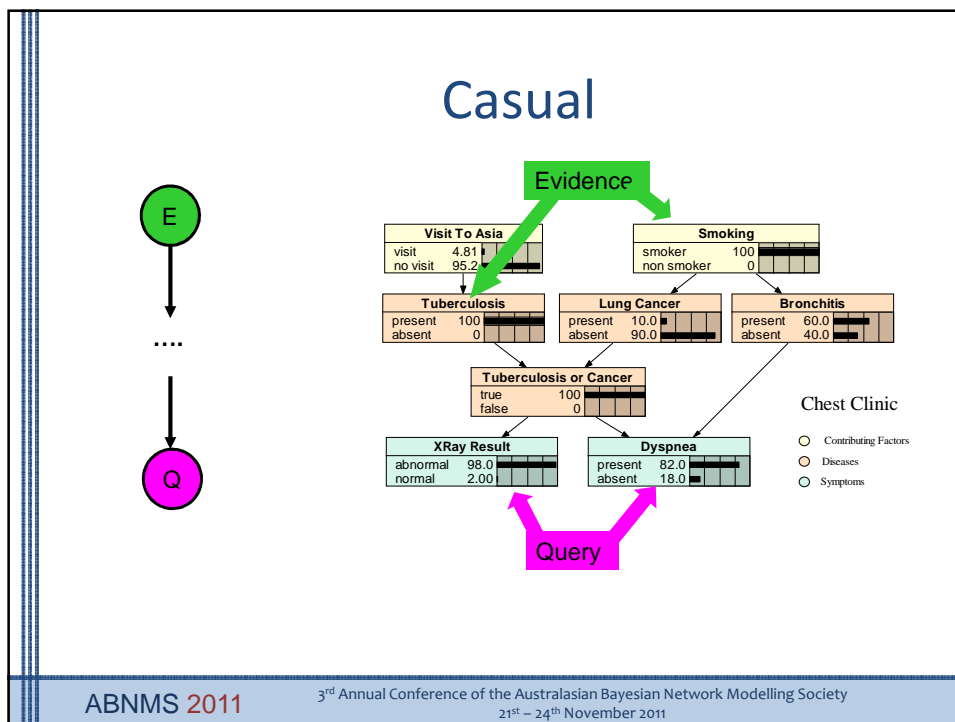 Casual
Evidence
E
Visit To Asia
visit 4.81
no visit 95.2
Smoking
smoker 100
non smoker 0
Tuberculosis
present 100
absent 0
Lung Cancer
present 10.0
absent 90.0
Bronchitis
present 60.0
absent 40.0
....
Tuberculosis or Cancer
true 100
false 0
Chest Clinic
Contributing Factors
Diseases
Symptoms
XRay Result
abnormal 98.0
normal 2.00
Dyspnea
present 82.0
absent 18.0
Q
Query
ABNMS 2011
3rd Annual Conference of the Australasian Bayesian Network Modelling Society
21st – 24th November 2011